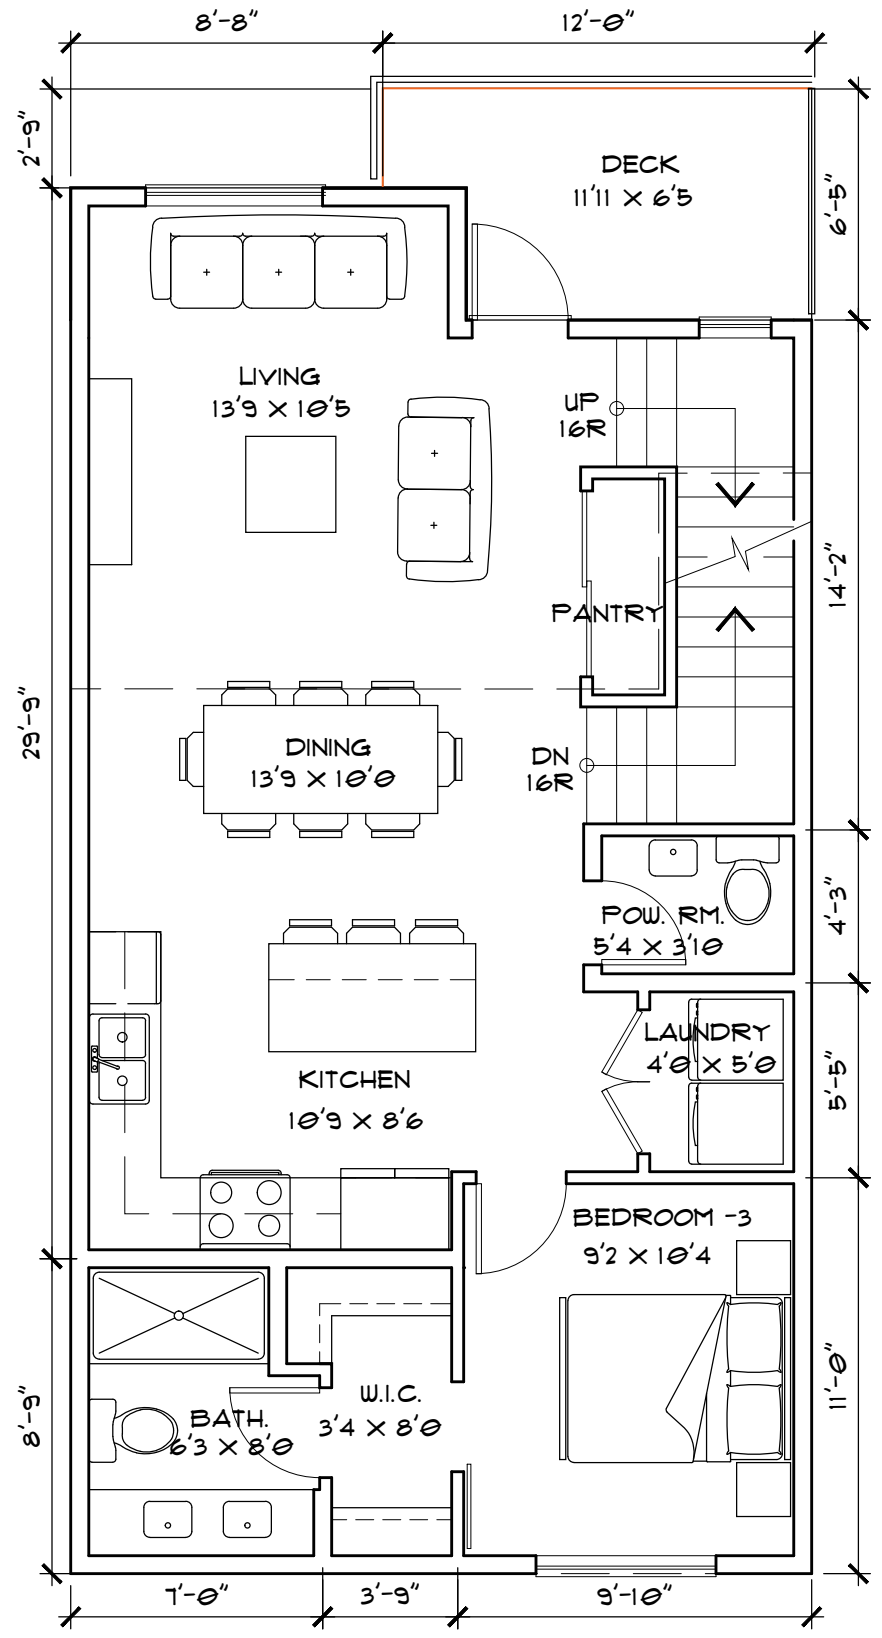 8'-8"
12'-0"
2'-9"
DECK
11'11 X 6'5
6'-5"
LIVING
13'9 X 10'5
UP
16R
14'-2"
PANTRY
29'-9"
DINING
13'9 X 10'0
DN
16R
4'-3"
POW. RM.
5'4 X 3'10
LAUNDRY
4'0 X 5'0
5'-5"
KITCHEN
10'9 X 8'6
BEDROOM -3
9'2 X 10'4
11'-0"
8'-9"
W.I.C.
3'4 X 8'0
BATH.
6'3 X 8'0
7'-0"
3'-9"
9'-10"